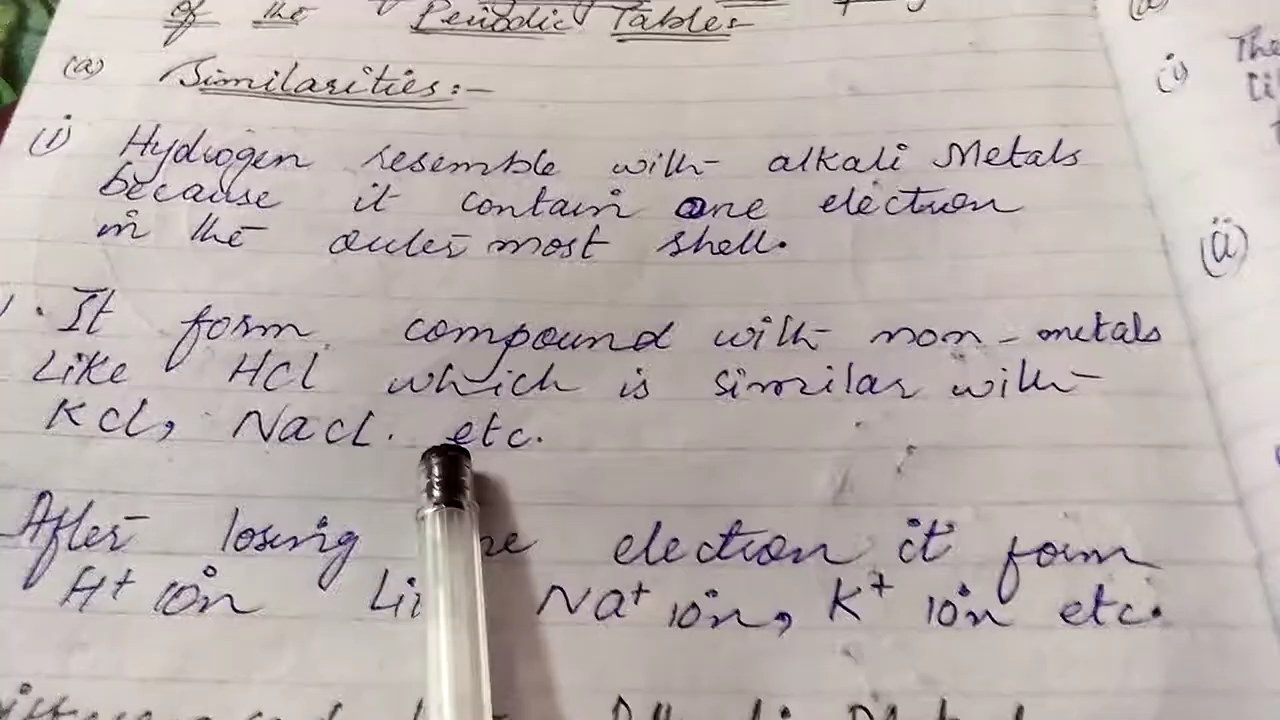 of the Periodic Tables
(a) Similarities:-
(i) Hydrogen resemble with alkali Metals
because it contain one electron
in the outer most shell.
. It form compound with non-metals
Like HCl which is similar with
KCl, NaCl. etc.
After losing electron it form
H+ ion Na+ ion, K+ ion etc.
(i) The
(ii)